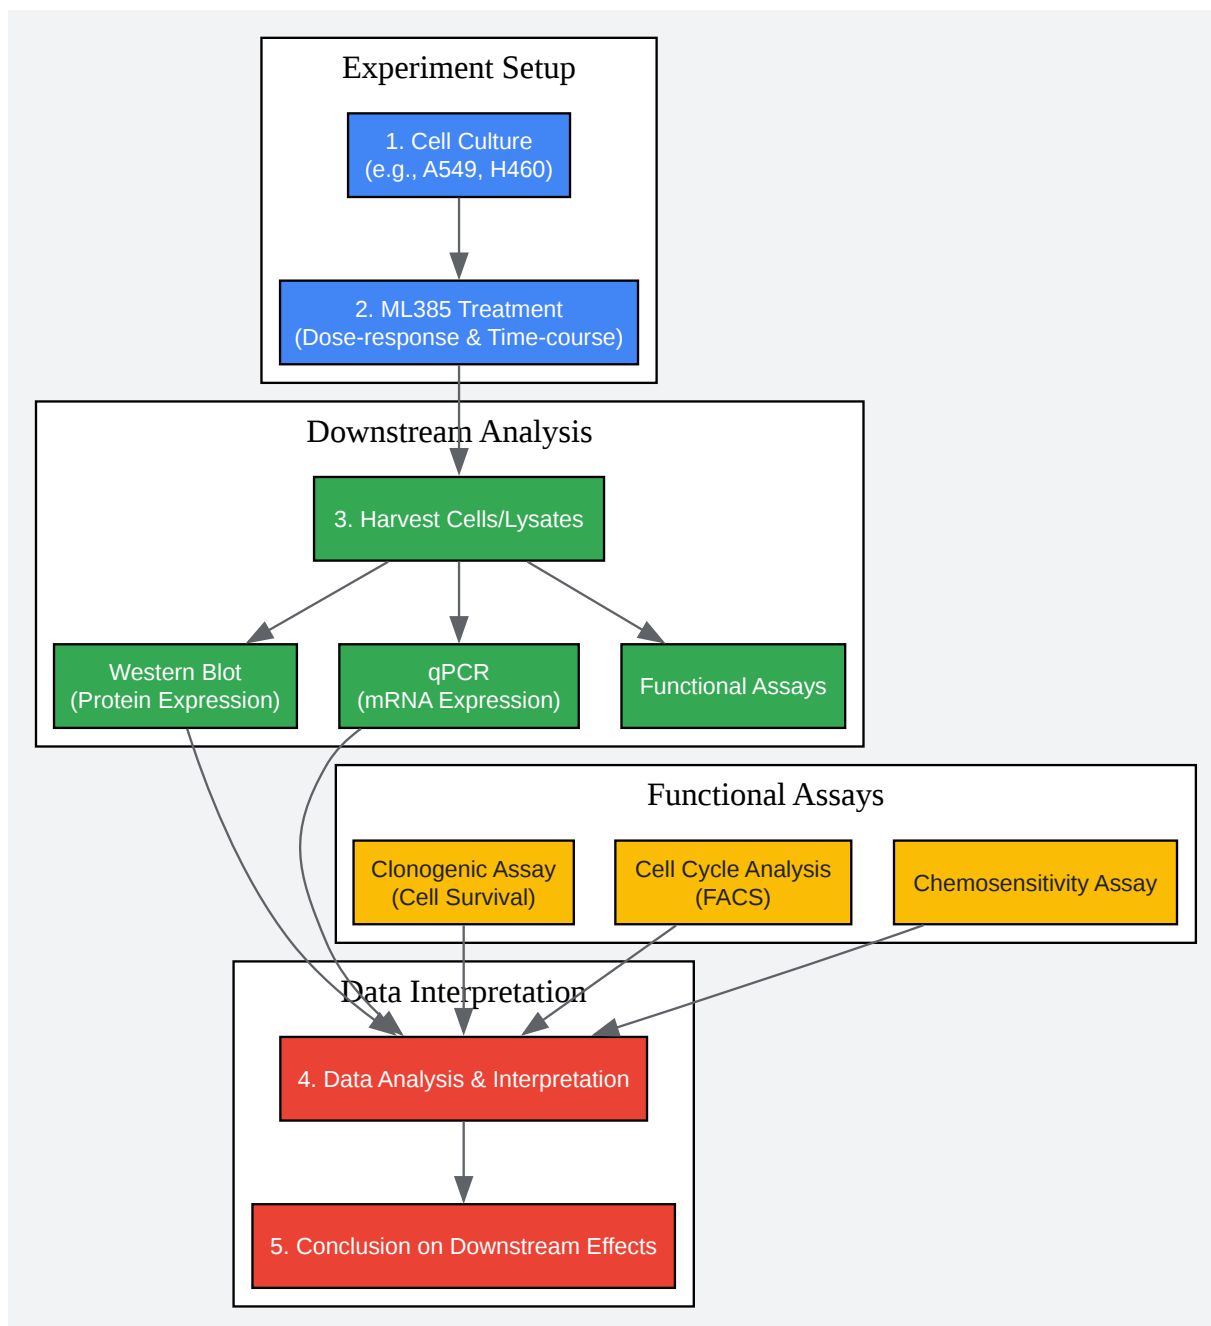 Experiment Setup
1. Cell Culture
(e.g., A549, H460)
2. ML385 Treatment
(Dose-response & Time-course)
Downstream Analysis
3. Harvest Cells/Lysates
Western Blot
(Protein Expression)
qPCR
(mRNA Expression)
Functional Assays
Functional Assays
Clonogenic Assay
(Cell Survival)
Cell Cycle Analysis
(FACS)
Chemosensitivity Assay
Data Interpretation
4. Data Analysis & Interpretation
5. Conclusion on Downstream Effects